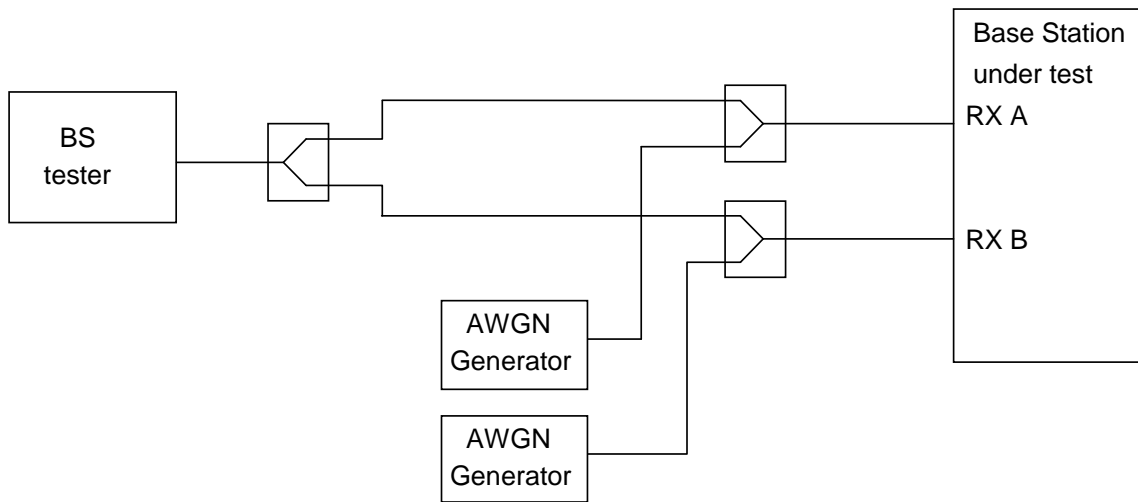 BS
tester
Base Station
under test
RX A
RX B
AWGN
Generator
AWGN
Generator